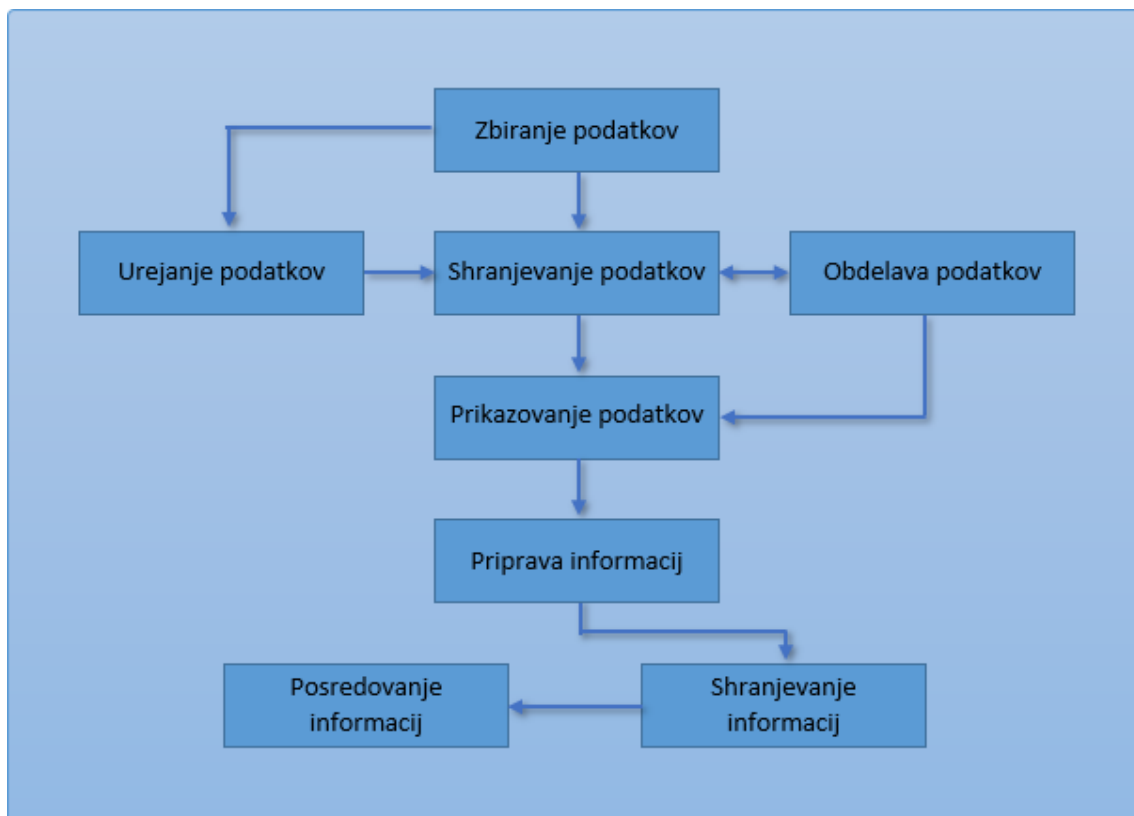 Zbiranje podatkov
Urejanje podatkov
Shranjevanje podatkov
Obdelava podatkov
Prikazovanje podatkov
Priprava informacij
Posredovanje
informacij
Shranjevanje
informacij